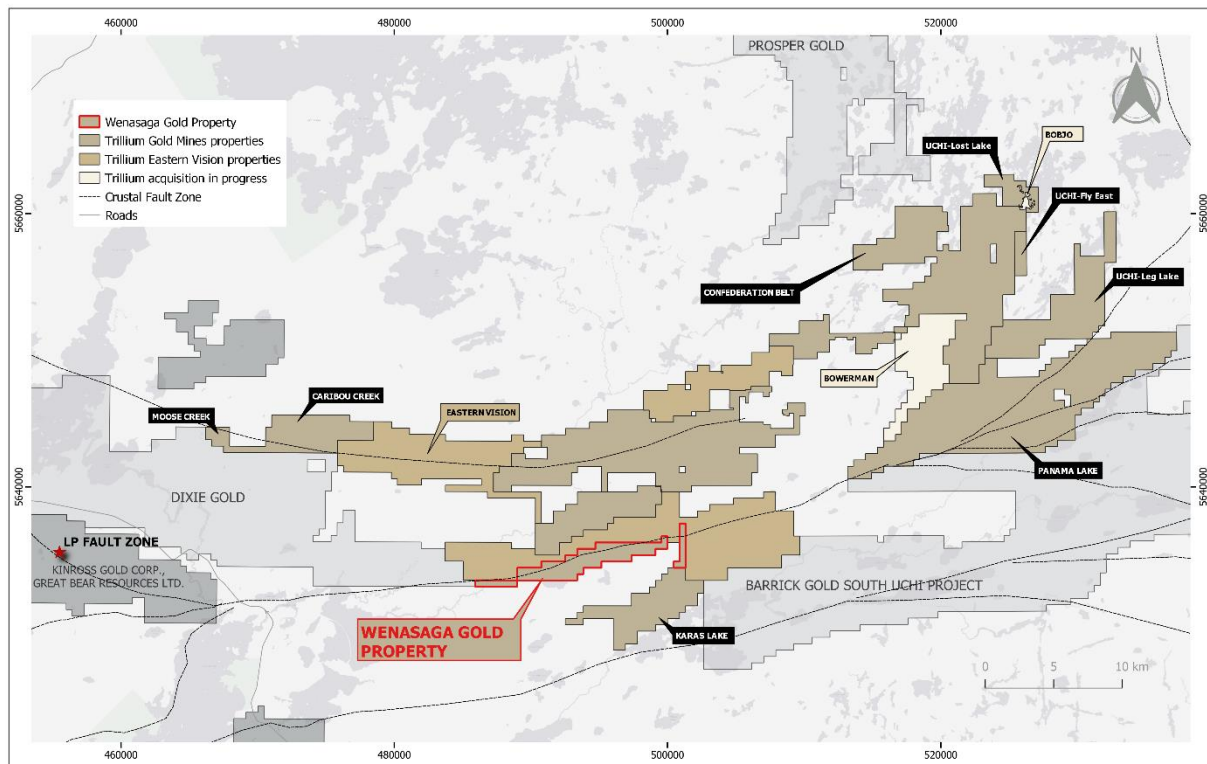 460000
480000
500000
520000
PROSPER GOLD
N
Wenasaga Gold Property
Trillium Gold Mines properties
Trillium Eastern Vision properties
Trillium acquisition in progress
Crustal Fault Zone
Roads
BOBJO
UCHI-Lost Lake
UCHI-Fly East
5660000
5660000
UCHI-Leg Lake
CONFEDERATION BELT
BOWERMAN
CARIBOU CREEK
MOOSE CREEK
EASTERN VISION
PANAMA LAKE
5640000
5640000
DIXIE GOLD
LP FAULT ZONE
KINROSS GOLD CORP.,
GREAT BEAR RESOURCES LTD.
BARRICK GOLD SOUTH UCHI PROJECT
WENASAGA GOLD
PROPERTY
KARAS LAKE
0 5 10 km
460000
480000
500000
520000